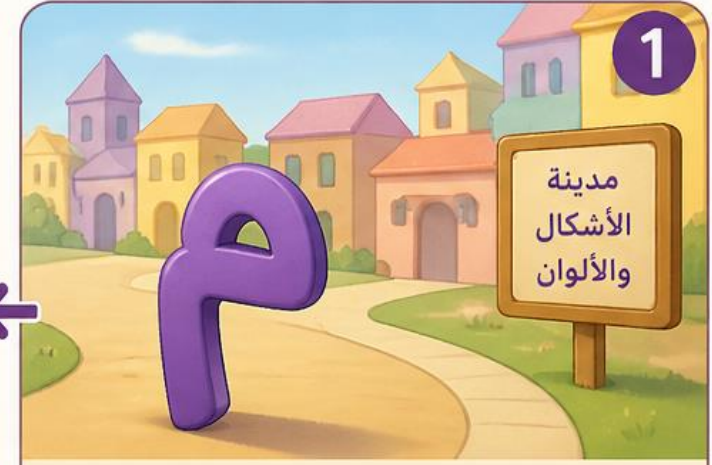 1
مدينة
الأشكال
والألوان
م